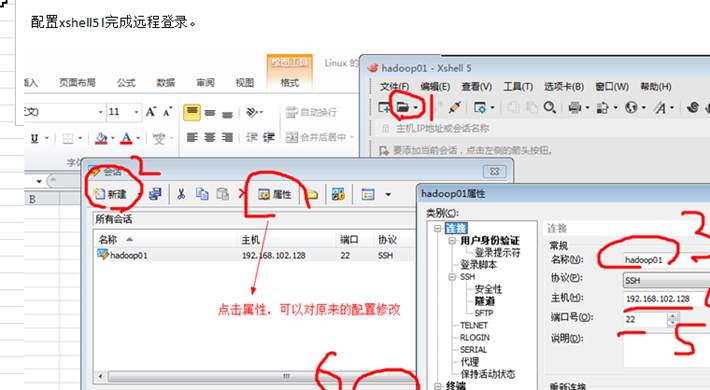 配置xshell5l完成远程登录。
绘图工具
Linux 的
页面布局
公式
数据
审阅
视图
格式
11
自动换行
合并后居中
B
hadoop01 - Xshell 5
文件(F) 编辑(E) 查看(V) 工具(T) 选项卡(B) 窗口(W) 帮助(H)
1
主机,IP地址或会话名称
要添加当前会话，点击左侧的箭头按钮。
2
会话
新建
属性
所有会话
名称 主机 端口 协议
hadoop01 192.168.102.128 22 SSH
点击属性，可以对原来的配置修改
6
hadoop01属性
类别(C):
连接
用户身份验证
登录提示符
登录脚本
SSH
安全性
隧道
SFTP
TELNET
RLOGIN
SERIAL
代理
保持活动状态
终端
连接
常规
3
名称(N): hadoop01
协议(P): SSH
主机(H): 192.168.102.128
端口号(O): 22
5
说明(D):
重新连接